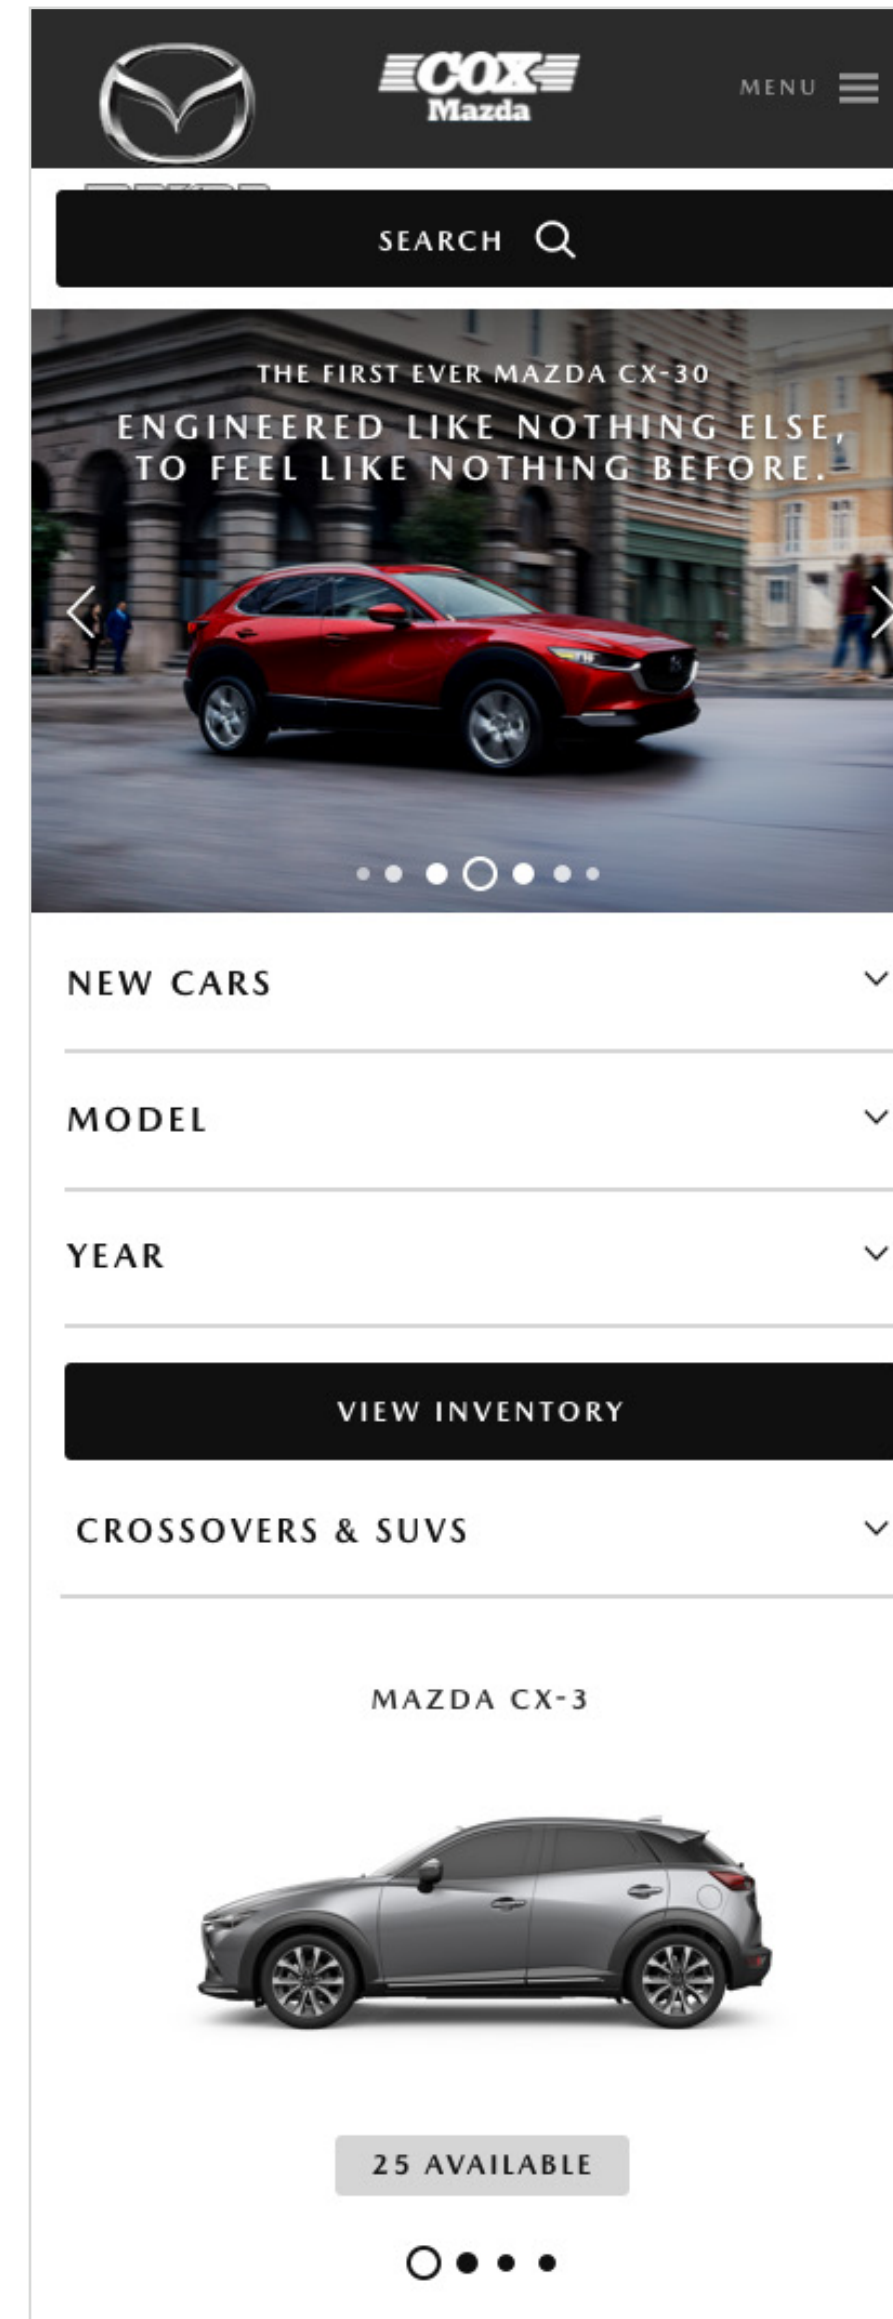 COX
Mazda
MENU
SEARCH
THE FIRST EVER MAZDA CX-30
ENGINEERED LIKE NOTHING ELSE,
TO FEEL LIKE NOTHING BEFORE.
NEW CARS
MODEL
YEAR
VIEW INVENTORY
CROSSOVERS & SUVS
MAZDA CX-3
25 AVAILABLE